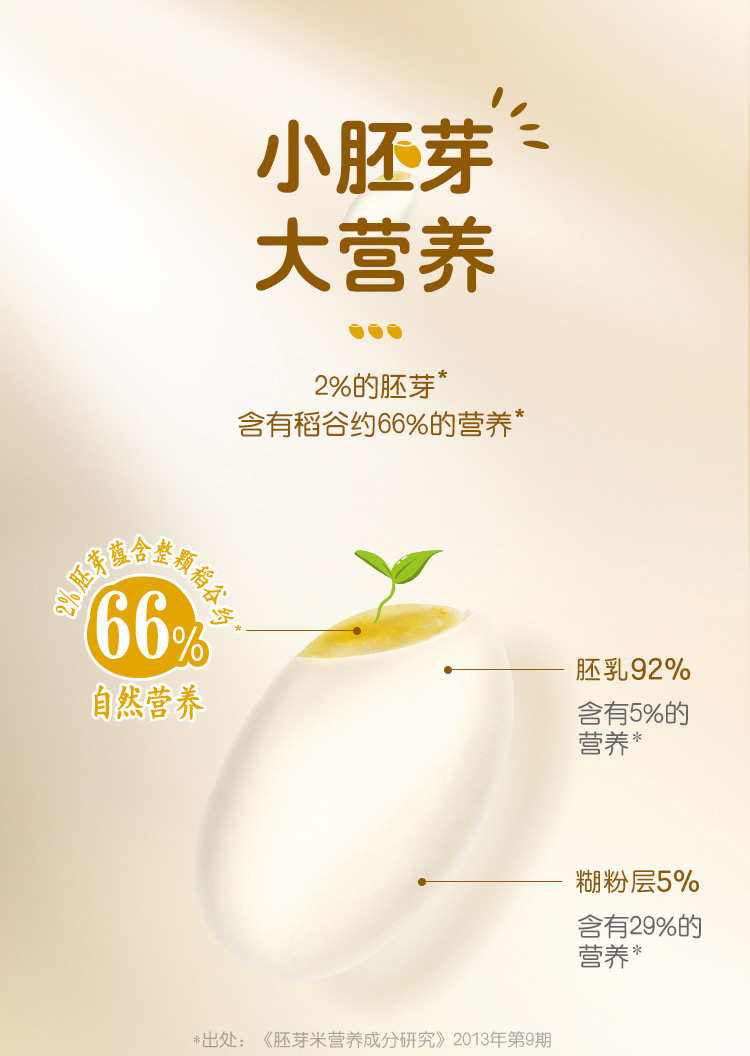 小胚芽
大营养
2%的胚芽*
含有稻谷约66%的营养*
2%胚芽蕴含整颗稻谷约*
66%
自然营养
胚乳92%
含有5%的
营养*
糊粉层5%
含有29%的
营养*
*出处：《胚芽米营养成分研究》2013年第9期